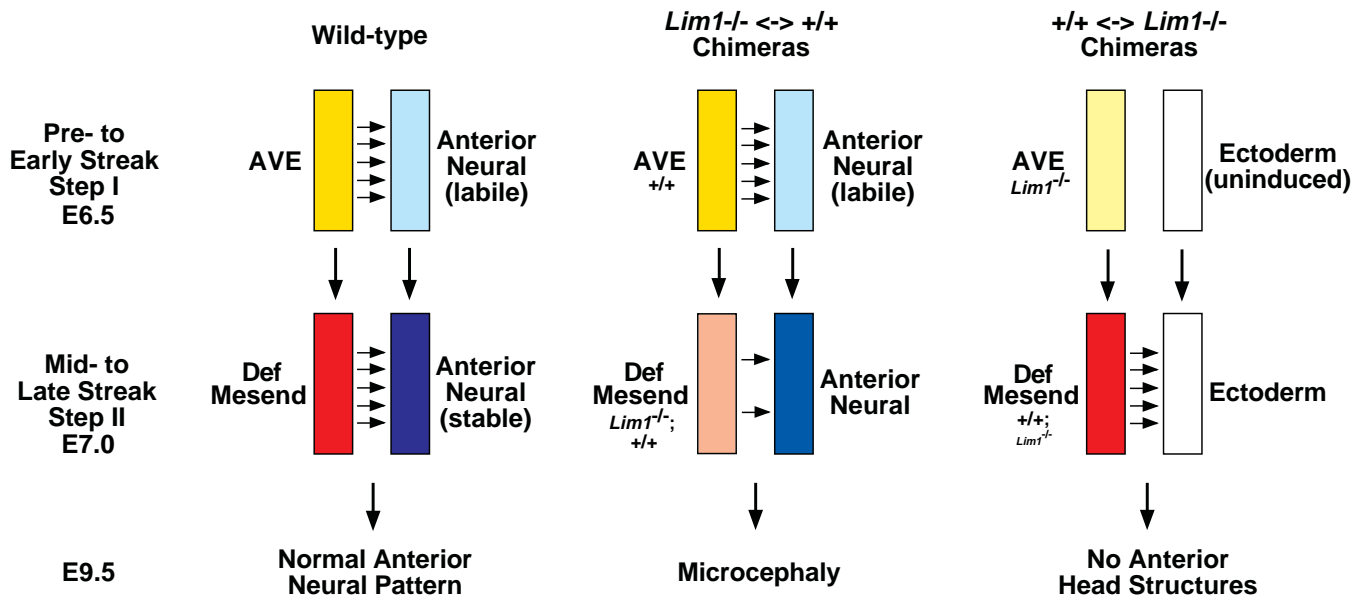 Wild-type
Lim1-/- <-> +/+
Chimeras
+/+ <-> Lim1-/-
Chimeras
Pre- to
Early Streak
Step I
E6.5
AVE
Anterior
Neural
(labile)
AVE
+/+
Anterior
Neural
(labile)
AVE
Lim1-/-
Ectoderm
(uninduced)
Mid- to
Late Streak
Step II
E7.0
Def
Mesend
Anterior
Neural
(stable)
Def
Mesend
Lim1-/-;
+/+
Anterior
Neural
Def
Mesend
+/+;
Lim1-/-
Ectoderm
E9.5
Normal Anterior
Neural Pattern
Microcephaly
No Anterior
Head Structures